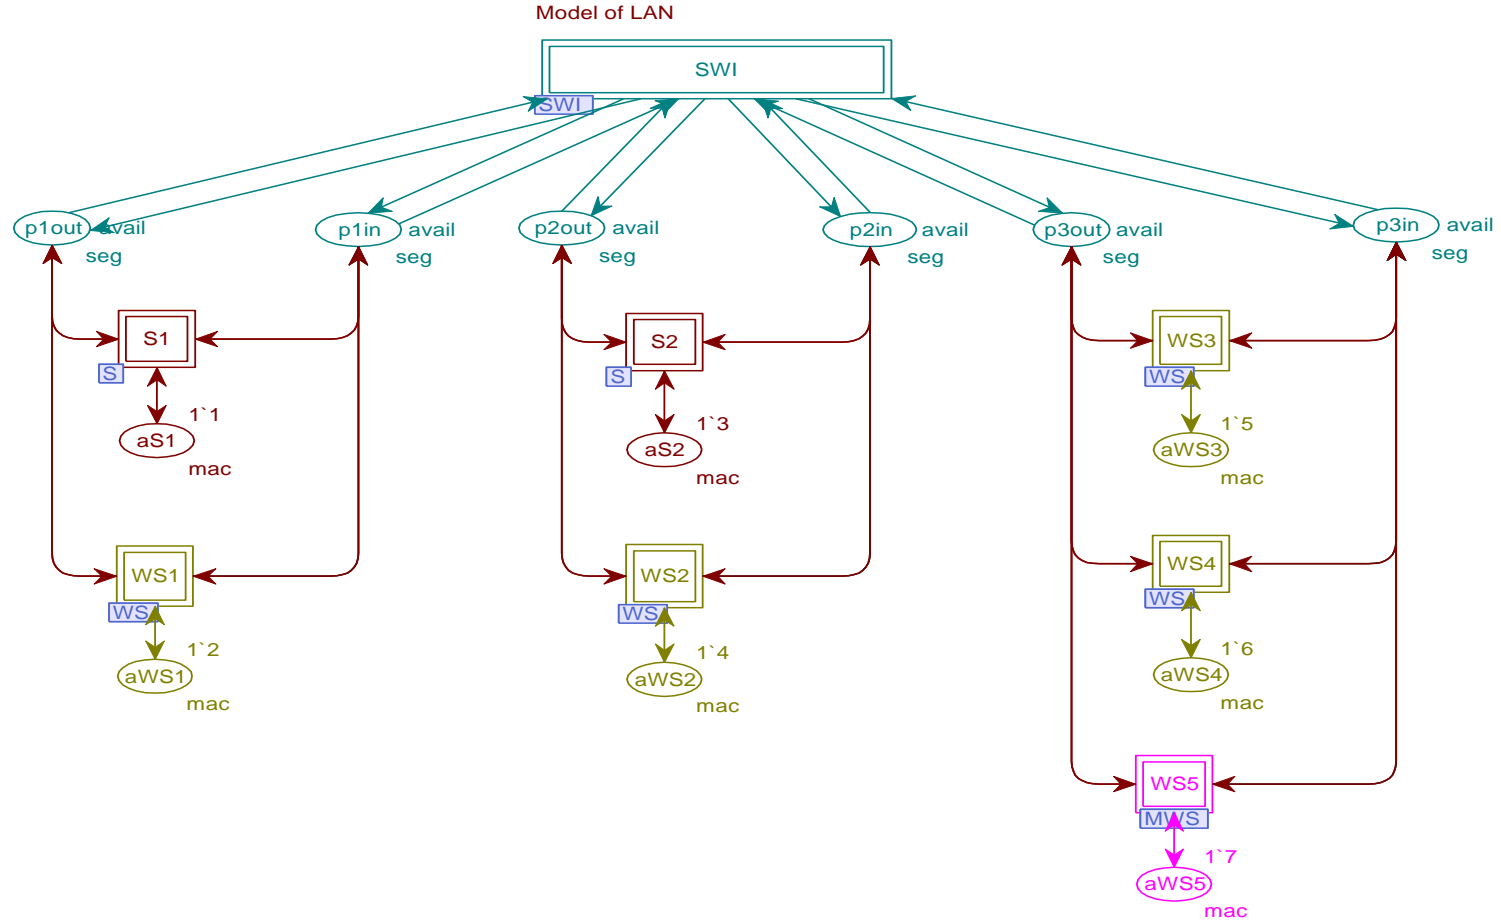 Model of LAN
SWI
SWI
p1out avail
seg
p1in avail
seg
p2out avail
seg
p2in avail
seg
p3out avail
seg
p3in avail
seg
S1
S
1`1
aS1
mac
S2
S
1`3
aS2
mac
WS3
WS
1`5
aWS3
mac
WS1
WS
1`2
aWS1
mac
WS2
WS
1`4
aWS2
mac
WS4
WS
1`6
aWS4
mac
WS5
MWS
1`7
aWS5
mac